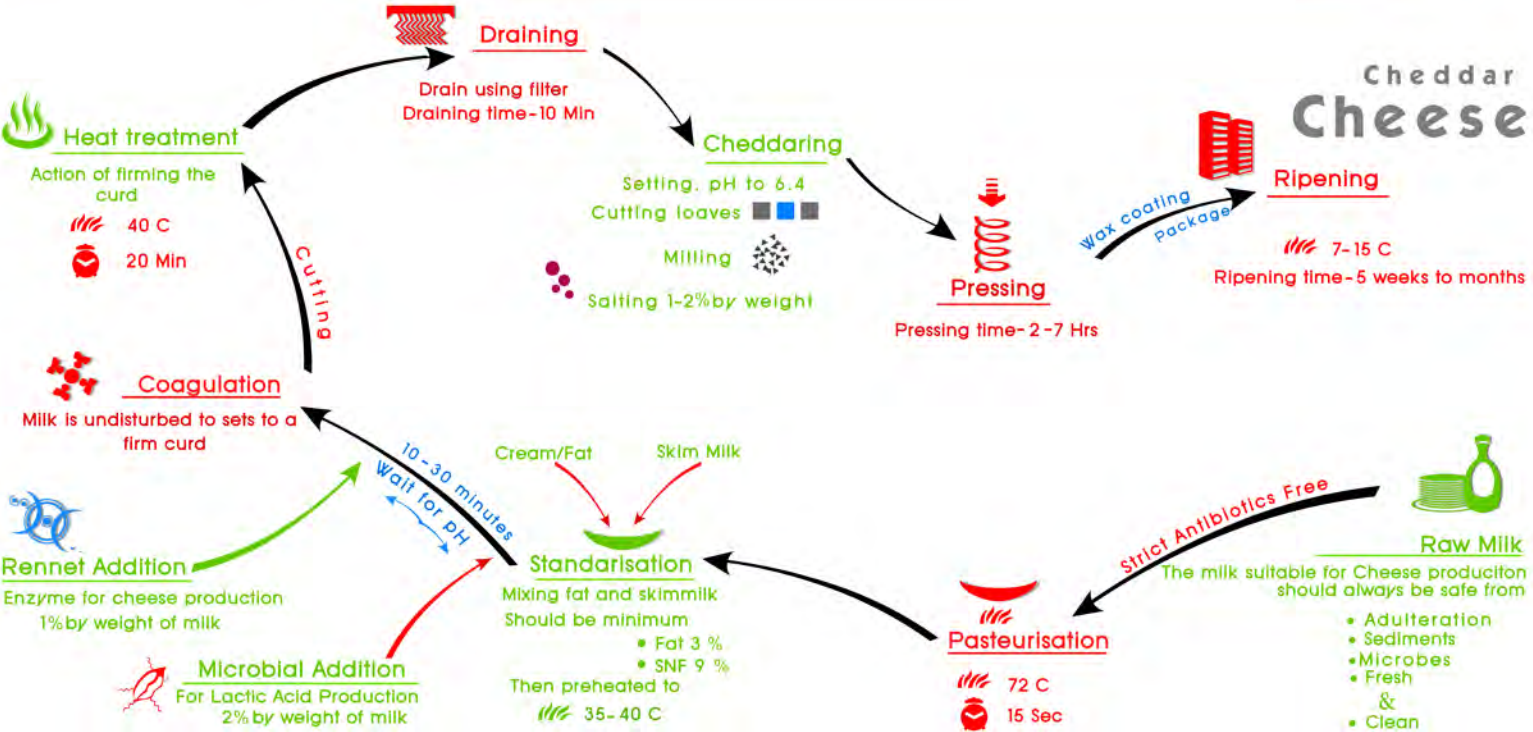 Cheddar
Cheese
Raw Milk
The milk suitable for Cheese produciton
should always be safe from
• Adulteration
• Sediments
•Microbes
• Fresh
&
• Clean
Strict Antibiotics Free
Pasteurisation
72 C
15 Sec
Standarisation
Cream/Fat
Skim Milk
Mixing fat and skimmilk
Should be minimum
• Fat 3 %
• SNF 9 %
Then preheated to
35-40 C
10-30 minutes
Wait for pH
Microbial Addition
For Lactic Acid Production
2% by weight of milk
Rennet Addition
Enzyme for cheese production
1% by weight of milk
Coagulation
Milk is undisturbed to sets to a
firm curd
Cutting
Heat treatment
Action of firming the
curd
40 C
20 Min
Draining
Drain using filter
Draining time-10 Min
Cheddaring
Setting, pH to 6.4
Cutting loaves
Milling
Salting 1-2% by weight
Pressing
Pressing time-2-7 Hrs
Wax coating
Package
Ripening
7-15 C
Ripening time-5 weeks to months